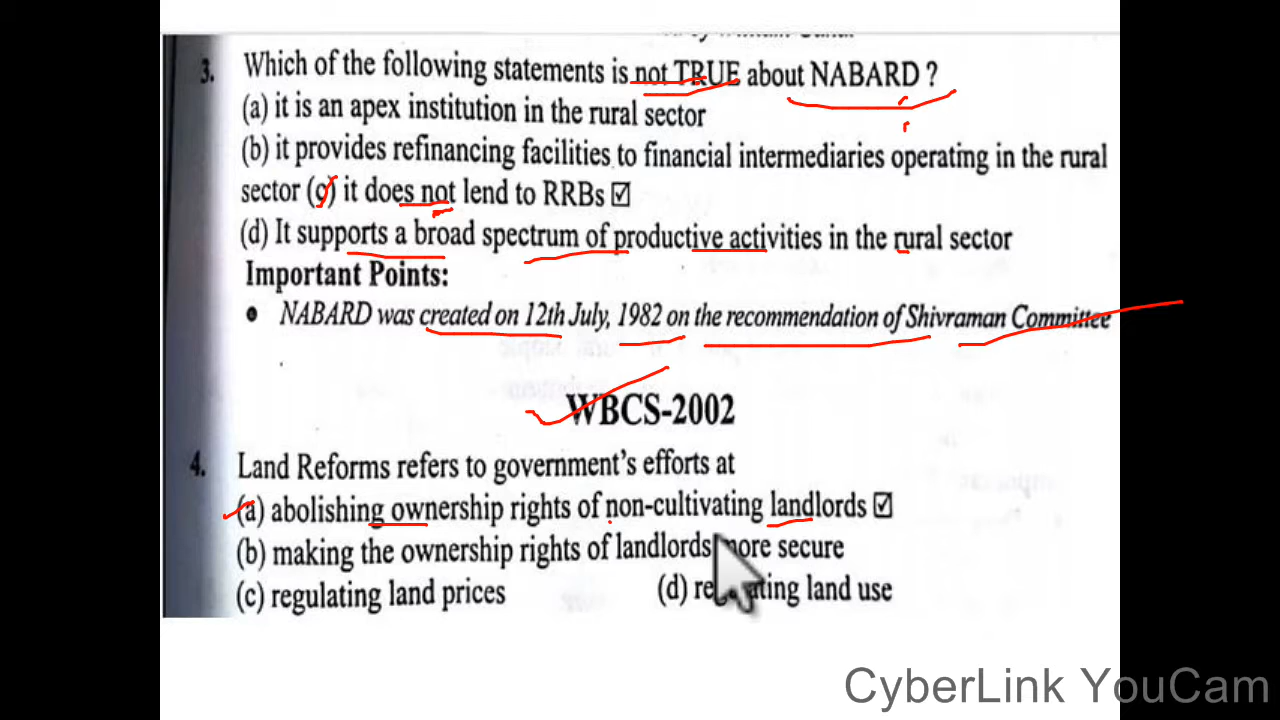 3. Which of the following statements is not TRUE about NABARD ?
(a) it is an apex institution in the rural sector
(b) it provides refinancing facilities to financial intermediaries operating in the rural
sector (c) it does not lend to RRBs ☑
(d) It supports a broad spectrum of productive activities in the rural sector
Important Points:
• NABARD was created on 12th July, 1982 on the recommendation of Shivraman Committee
WBCS-2002
4. Land Reforms refers to government's efforts at
(a) abolishing ownership rights of non-cultivating landlords ☑
(b) making the ownership rights of landlords more secure
(c) regulating land prices (d) regulating land use
CyberLink YouCam